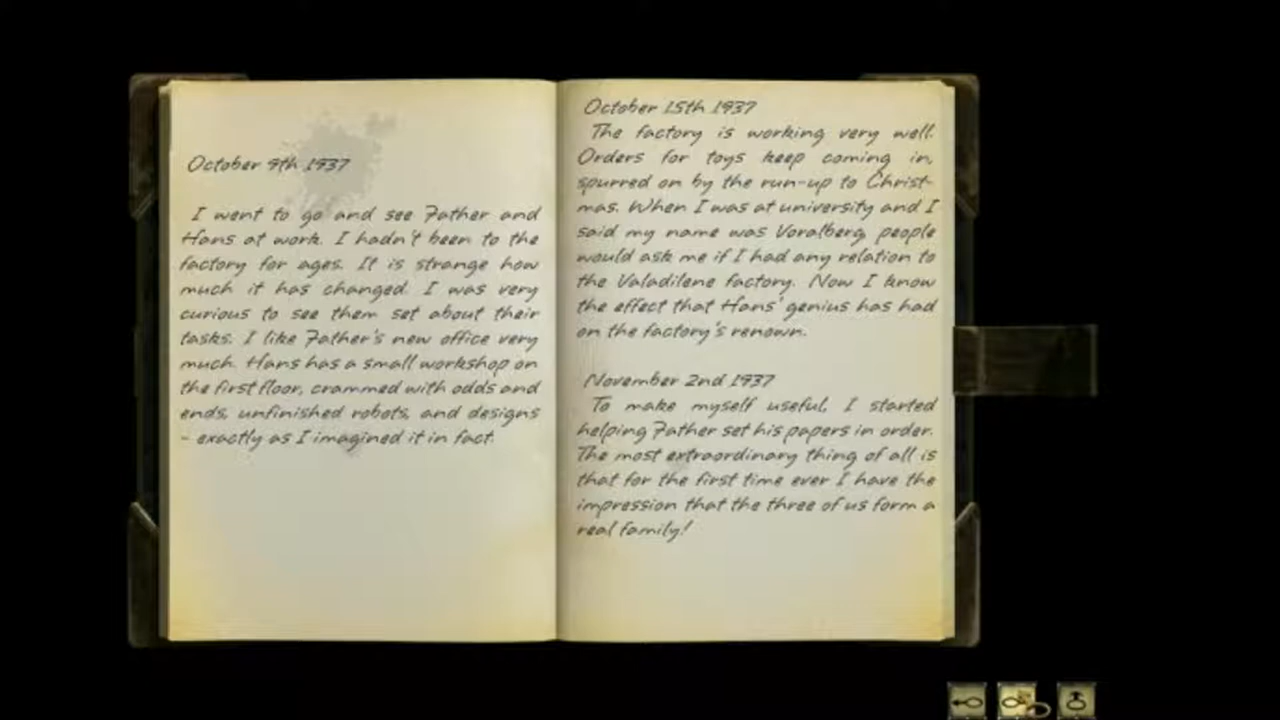 October 9th 1937
I went to go and see Father and
Hans at work. I hadn't been to the
factory for ages. It is strange how
much it has changed. I was very
curious to see them set about their
tasks. I like Father's new office very
much. Hans has a small workshop on
the first floor, crammed with odds and
ends, unfinished robots, and designs
- exactly as I imagined it in fact.
October 15th 1937
The factory is working very well.
Orders for toys keep coming in,
spurred on by the run-up to Christ-
mas. When I was at university and I
said my name was Voralberg, people
would ask me if I had any relation to
the Valadilene factory. Now I know
the effect that Hans' genius has had
on the factory's renown.
November 2nd 1937
To make myself useful, I started
helping Father set his papers in order.
The most extraordinary thing of all is
that for the first time ever I have the
impression that the three of us form a
real family!